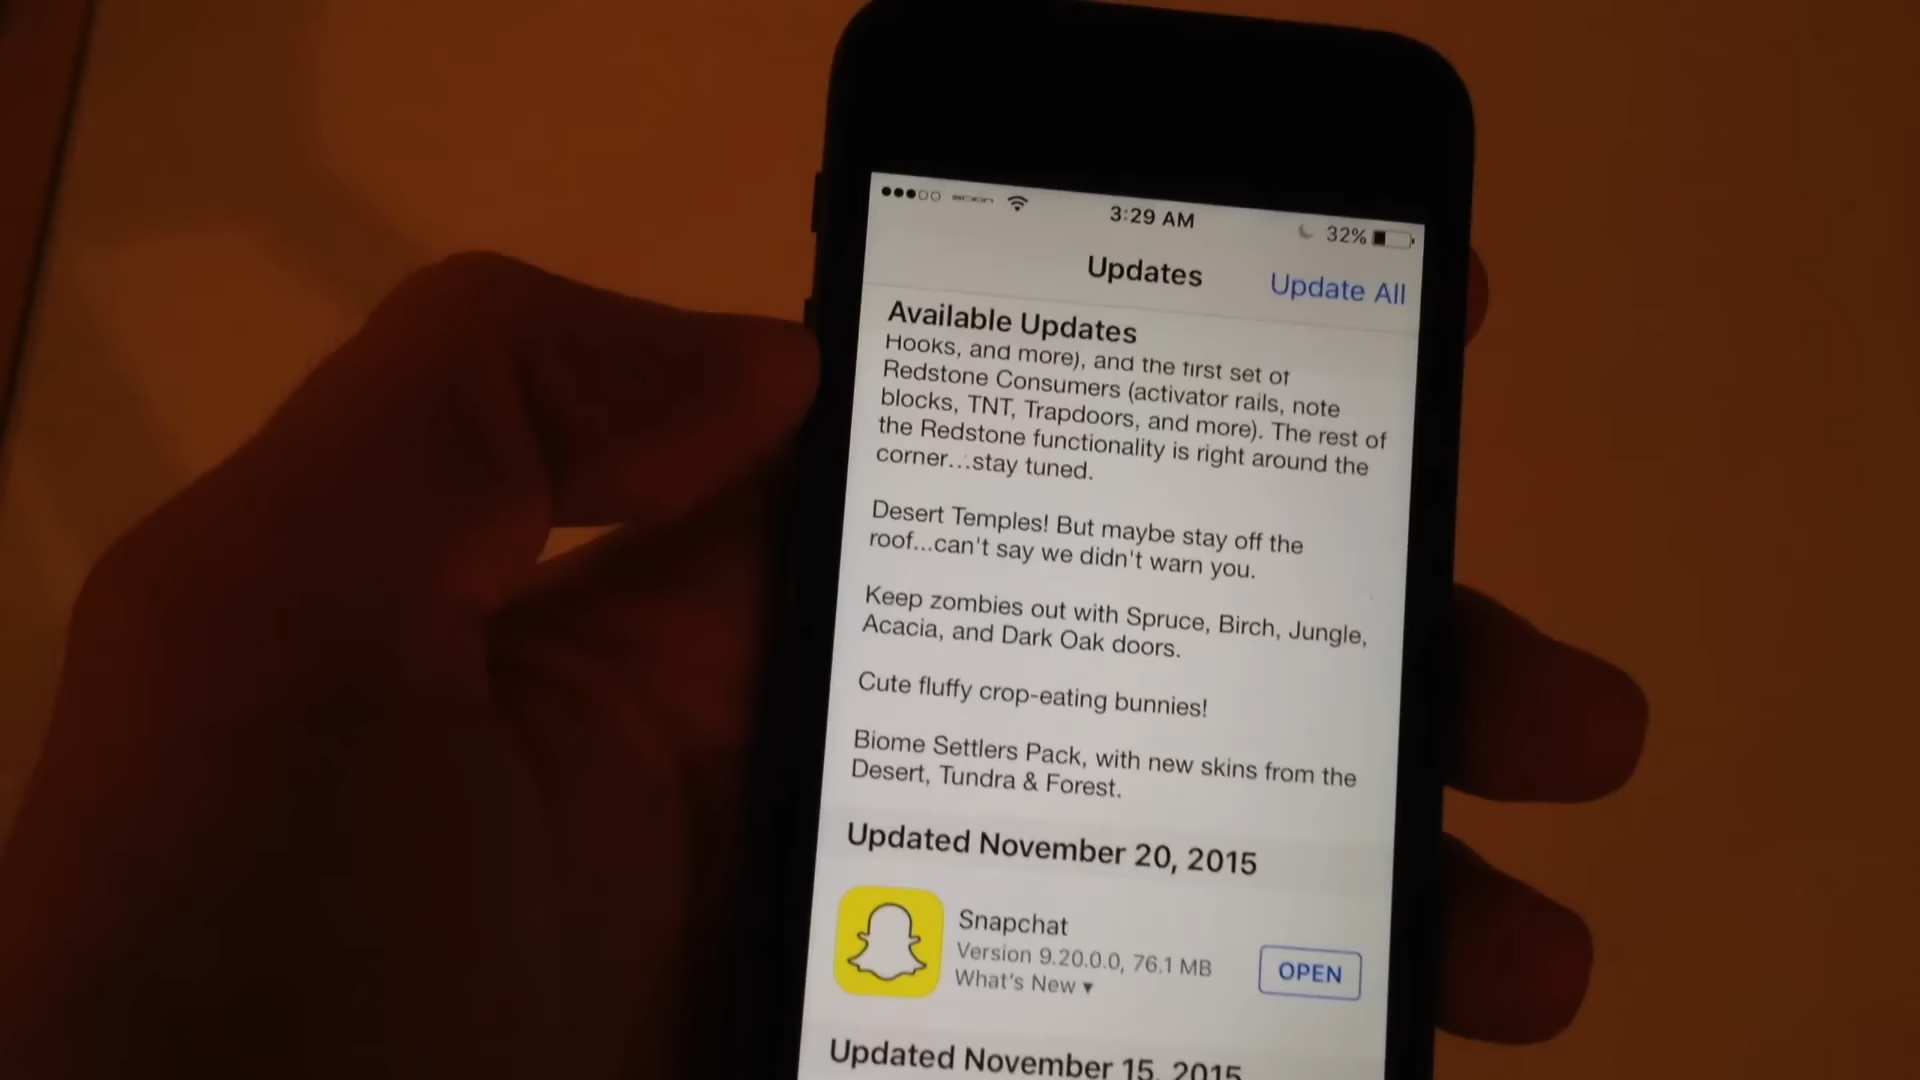 3:29 AM
32%
Updates
Update All
Available Updates
Hooks, and more), and the first set of
Redstone Consumers (activator rails, note
blocks, TNT, Trapdoors, and more). The rest of
the Redstone functionality is right around the
corner...stay tuned.
Desert Temples! But maybe stay off the
roof...can't say we didn't warn you.
Keep zombies out with Spruce, Birch, Jungle,
Acacia, and Dark Oak doors.
Cute fluffy crop-eating bunnies!
Biome Settlers Pack, with new skins from the
Desert, Tundra & Forest.
Updated November 20, 2015
Snapchat
Version 9.20.0.0, 76.1 MB
What's New ▾
OPEN
Updated November 15, 2015